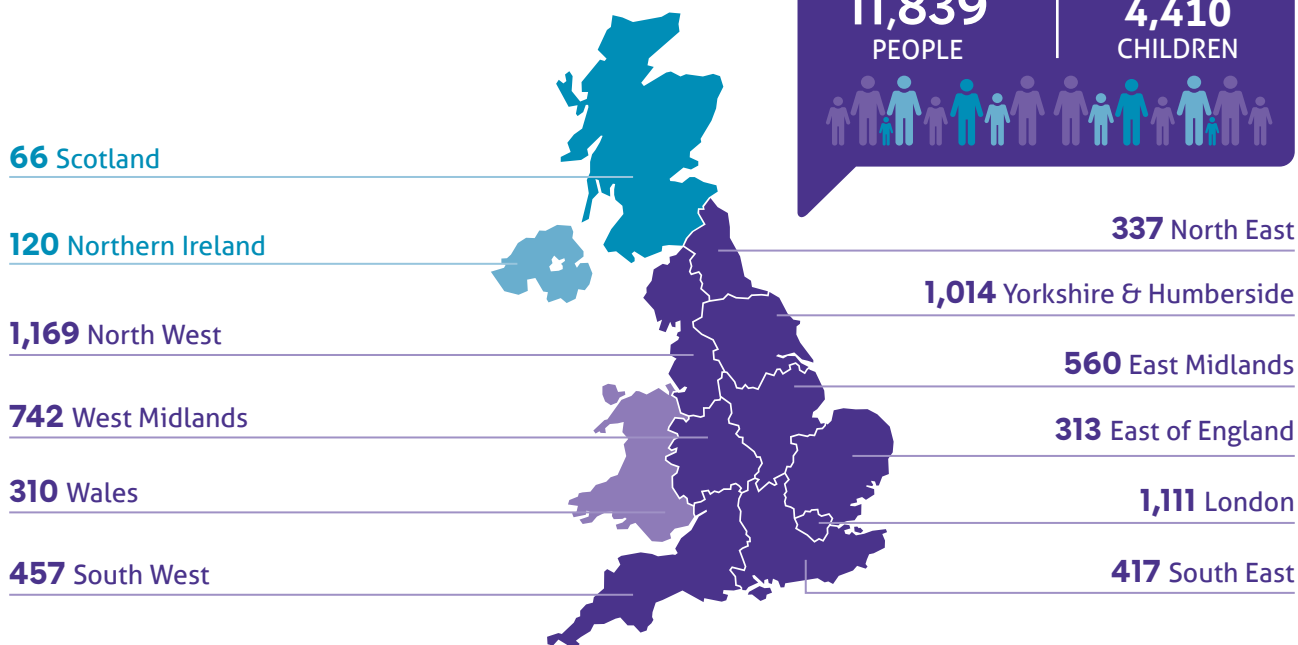 11,839
PEOPLE
4,410
CHILDREN
66 Scotland
120 Northern Ireland
1,169 North West
742 West Midlands
310 Wales
457 South West
337 North East
1,014 Yorkshire & Humberside
560 East Midlands
313 East of England
1,111 London
417 South East